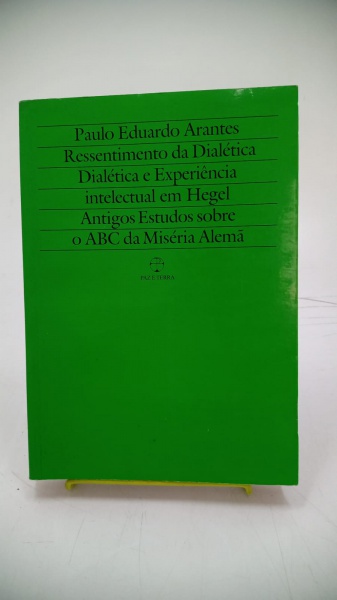 Paulo Eduardo Arantes
Ressentimento da Dialética
Dialética e Experiência
intelectual em Hegel
Antigos Estudos sobre
o ABC da Miséria Alemã
PAZ E TERRA